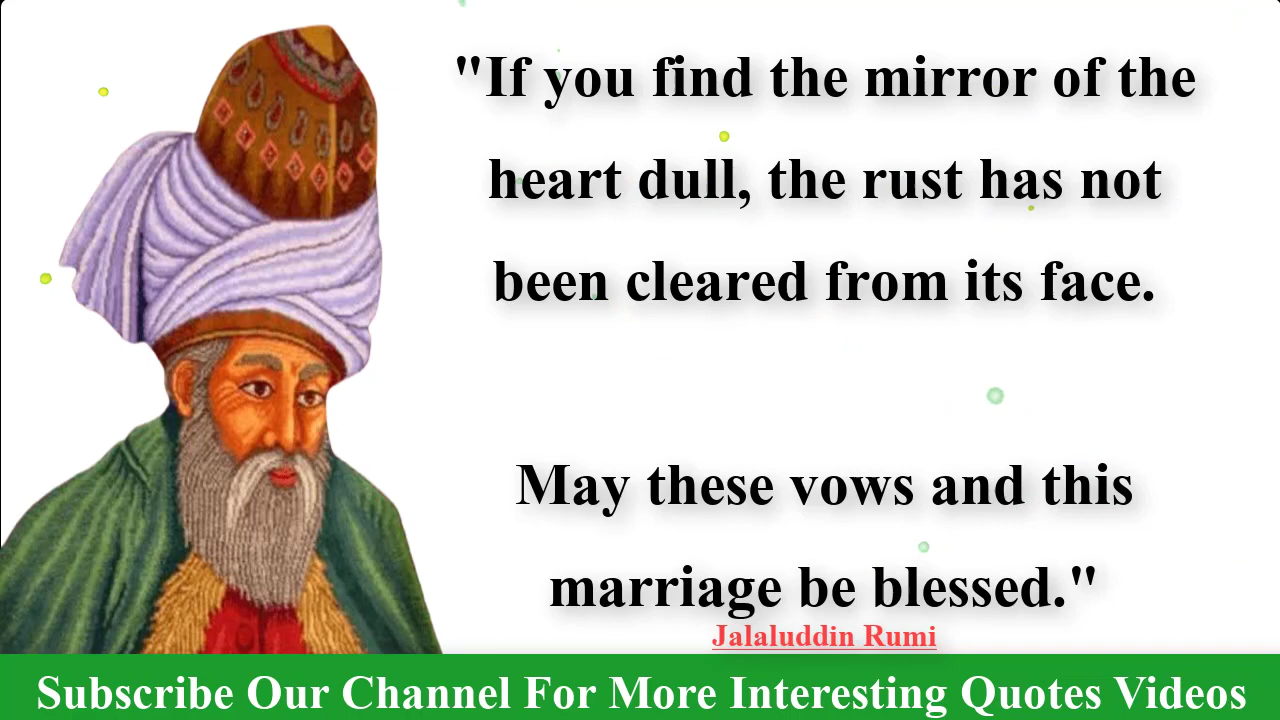 "If you find the mirror of the
heart dull, the rust has not
been cleared from its face.
May these vows and this
marriage be blessed."
Jalaluddin Rumi
Subscribe Our Channel For More Interesting Quotes Videos